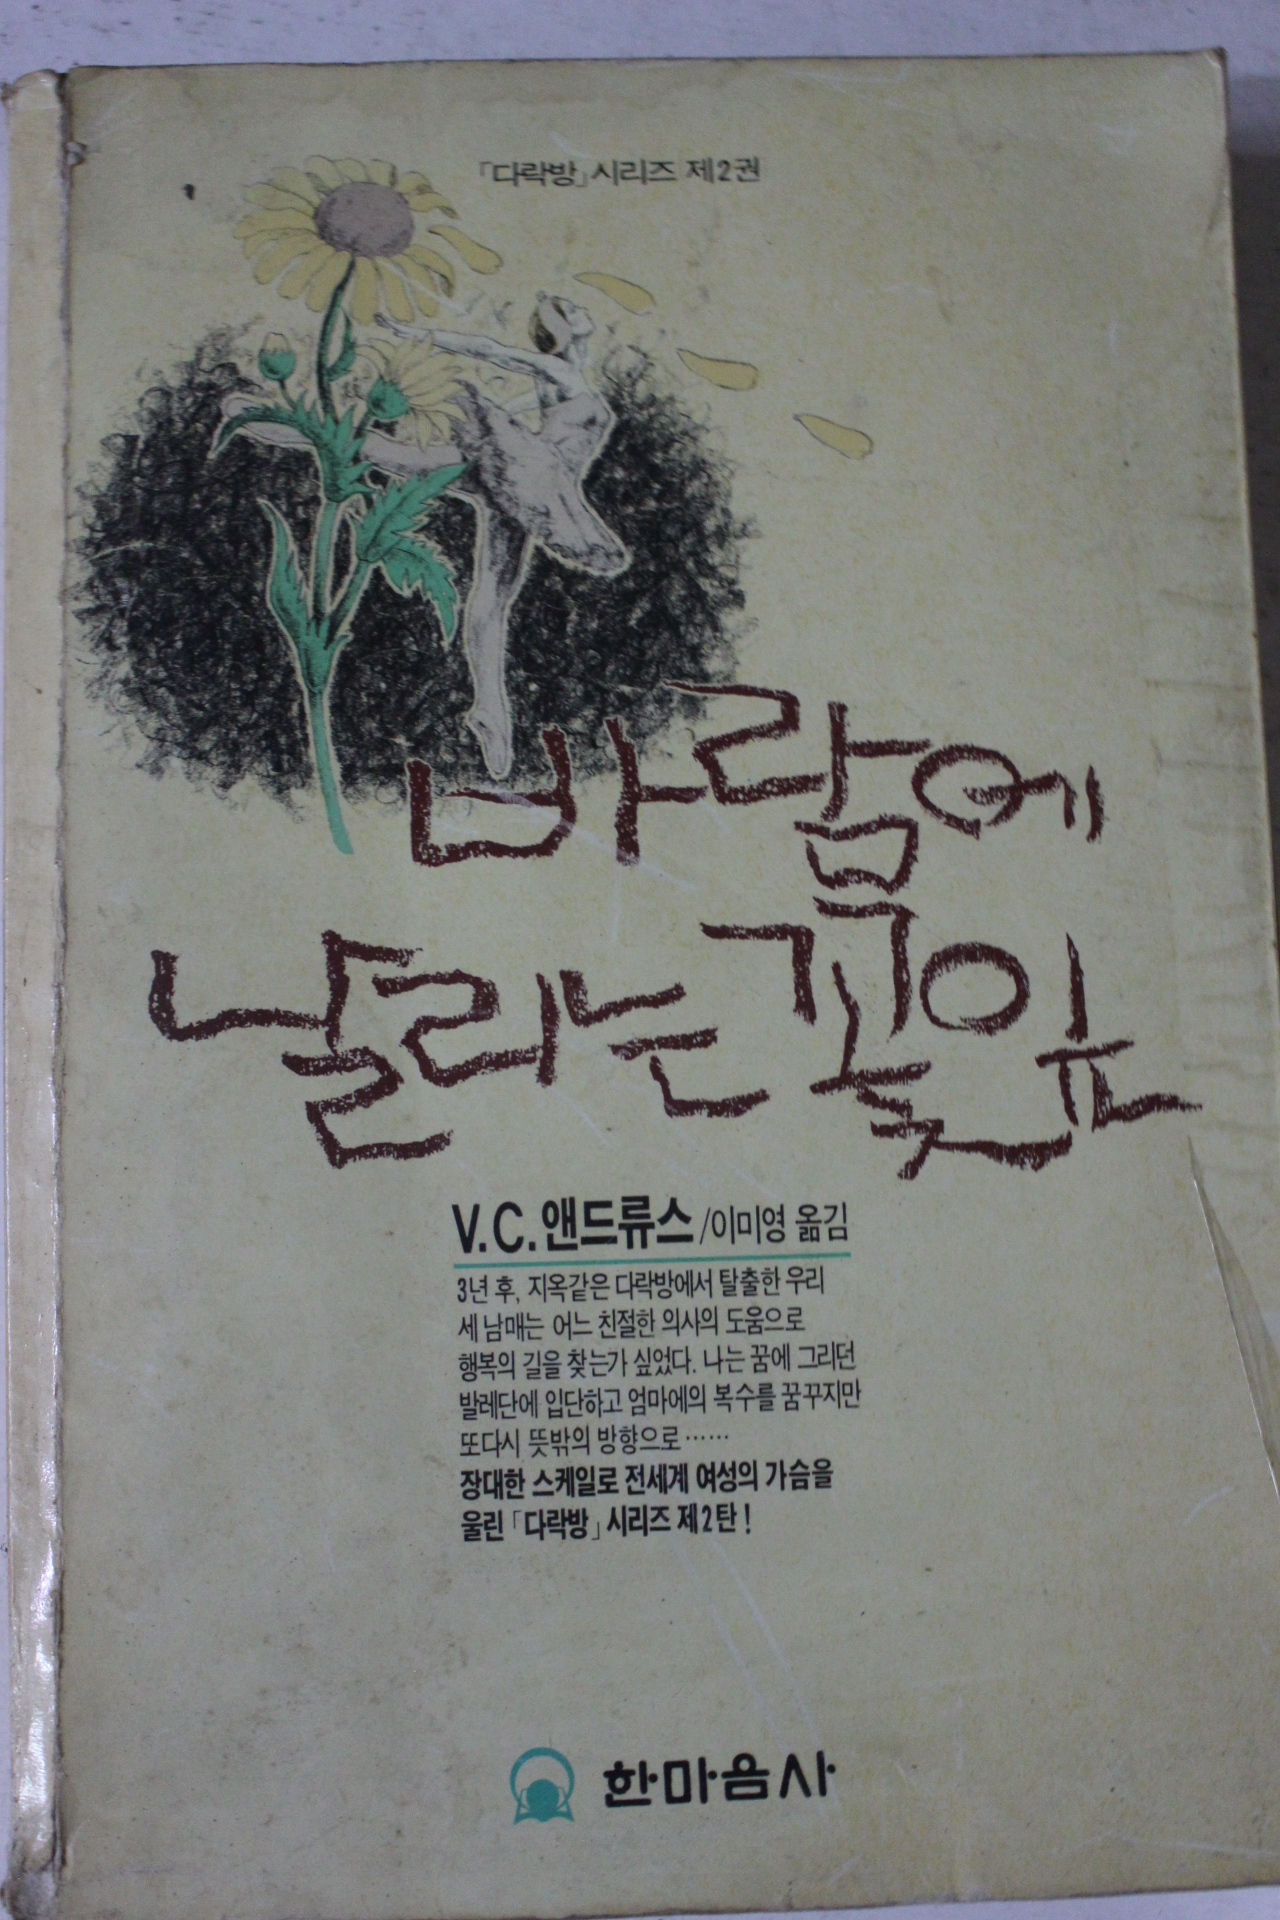 「다락방」 시리즈 제2권
바람에
날리는 꽃잎
V.C.앤드류스/이미영 옮김
3년 후, 지옥같은 다락방에서 탈출한 우리
세 남매는 어느 친절한 의사의 도움으로
행복의 길을 찾는가 싶었다. 나는 꿈에 그리던
발레단에 입단하고 엄마에의 복수를 꿈꾸지만
또다시 뜻밖의 방향으로……
장대한 스케일로 전세계 여성의 가슴을
울린 「다락방」 시리즈 제2탄!
한마음사